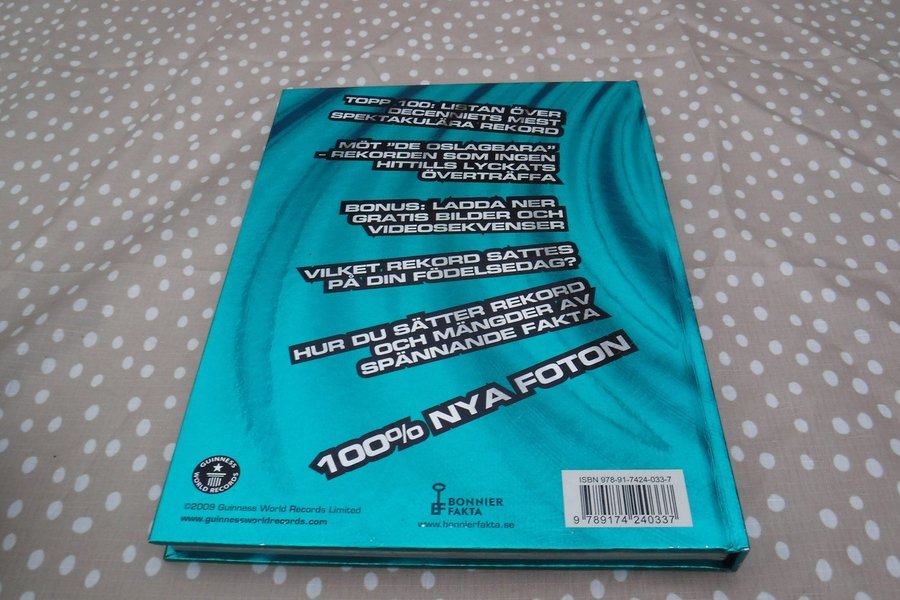 TOPP 100: LISTAN ÖVER
DECENNIETS MEST
SPEKTAKULÄRA REKORD
MÖT ”DE OSLAGBARA”
– REKORDEN SOM INGEN
HITTILLS LYCKATS
ÖVERTRÄFFA
BONUS: LADDA NER
GRATIS BILDER OCH
VIDEOSEKVENSER
VILKET REKORD SATTES
PÅ DIN FÖDELSEDAG?
HUR DU SÄTTER REKORD
OCH MÄNGDER AV
SPÄNNANDE FAKTA
100% NYA FOTON
GUINNESS
WORLD RECORDS
©2009 Guinness World Records Limited
www.guinnessworldrecords.com
BONNIER
FAKTA
www.bonnierfakta.se
ISBN 978-91-7424-033-7
9 789174 240337